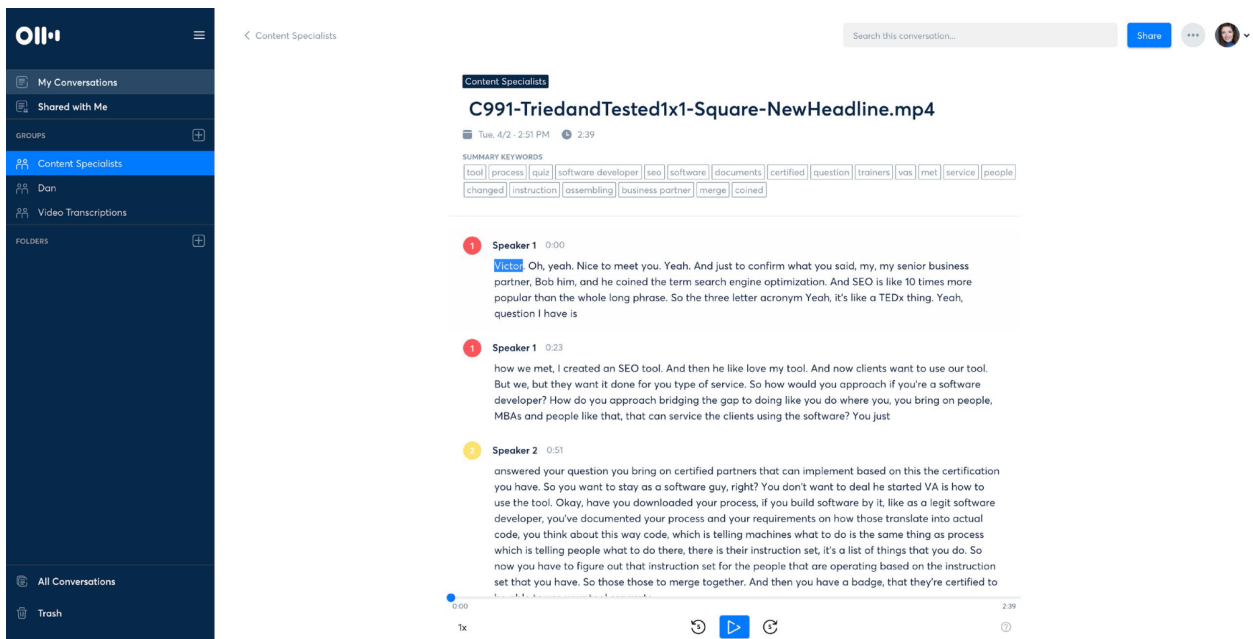 Content Specialists
Search this conversation...
Share
My Conversations
Shared with Me
GROUPS
Content Specialists
Dan
Video Transcriptions
FOLDERS
All Conversations
Trash
Content Specialists
C991-TriedandTested1x1-Square-NewHeadline.mp4
Tue, 4/2 · 2:51 PM 2:39
SUMMARY KEYWORDS
tool process quiz software developer seo software documents certified question trainers vas met service people
changed instruction assembling business partner merge coined
1 Speaker 1 0:00
Victor. Oh, yeah. Nice to meet you. Yeah. And just to confirm what you said, my, my senior business
partner, Bob him, and he coined the term search engine optimization. And SEO is like 10 times more
popular than the whole long phrase. So the three letter acronym Yeah, it's like a TEDx thing. Yeah,
question I have is
1 Speaker 1 0:23
how we met, I created an SEO tool. And then he like love my tool. And now clients want to use our tool.
But we, but they want it done for you type of service. So how would you approach if you're a software
developer? How do you approach bridging the gap to doing like you do where you, you bring on people,
MBAs and people like that, that can service the clients using the software? You just
2 Speaker 2 0:51
answered your question you bring on certified partners that can implement based on this the certification
you have. So you want to stay as a software guy, right? You don't want to deal he started VA is how to
use the tool. Okay, have you downloaded your process, if you build software by it, like as a legit software
developer, you've documented your process and your requirements on how those translate into actual
code, you think about this way code, which is telling machines what to do is the same thing as process
which is telling people what to do there, there is their instruction set, it's a list of things that you do. So
now you have to figure out that instruction set for the people that are operating based on the instruction
set that you have. So those those to merge together. And then you have a badge, that they're certified to
0:00 2:39
1x 5 5